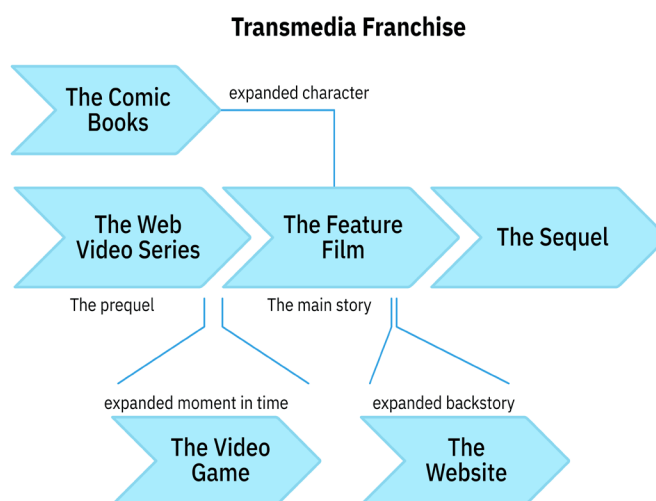 Transmedia Franchise
The Comic
Books
expanded character
The Web
Video Series
The Feature
Film
The Sequel
The prequel
The main story
expanded moment in time
expanded backstory
The Video
Game
The
Website